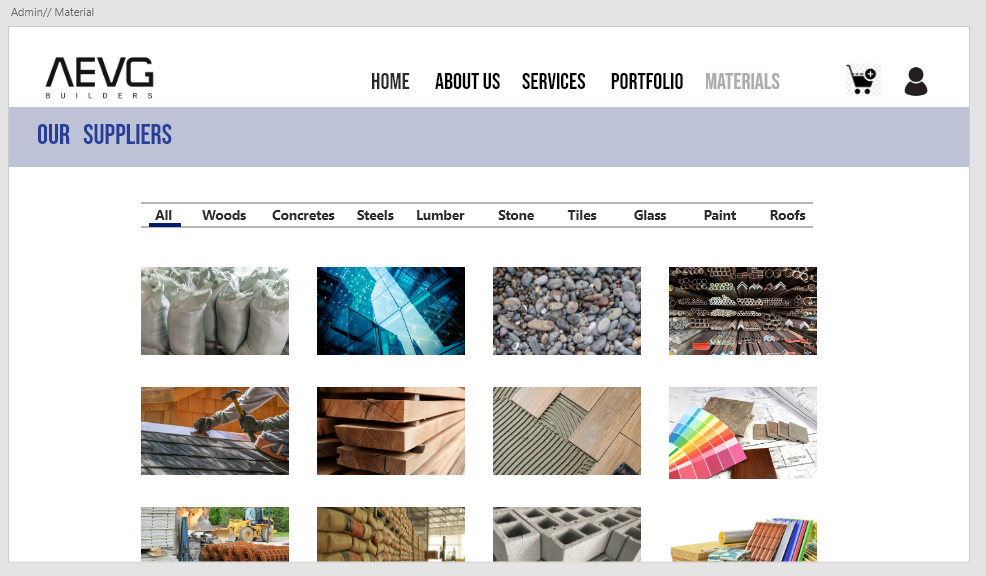 Admin// Material
AEVG
BUILDERS
HOME ABOUT US SERVICES PORTFOLIO MATERIALS
OUR SUPPLIERS
All Woods Concretes Steels Lumber Stone Tiles Glass Paint Roofs